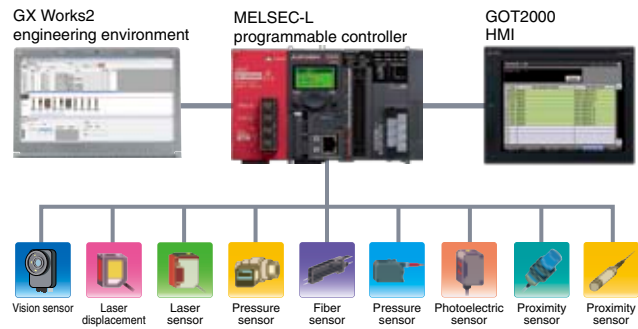 GX Works2
engineering environment
MELSEC-L
programmable controller
GOT2000
HMI
Vision sensor
Laser
displacement
Laser
sensor
Pressure
sensor
Fiber
sensor
Pressure
sensor
Photoelectric
sensor
Proximity
sensor
Proximity
sensor